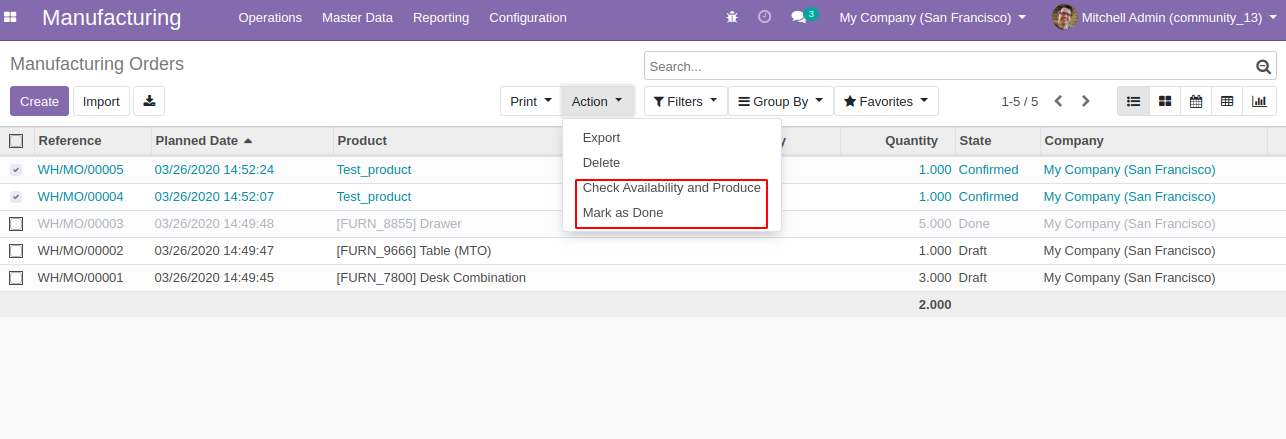 Manufacturing Operations Master Data Reporting Configuration 3 My Company (San Francisco) Mitchell Admin (community_13)
Manufacturing Orders Search...
Create Import Print Action Filters Group By Favorites 1-5 / 5
Export
Delete
Check Availability and Produce
Mark as Done
Reference Planned Date Product y Quantity State Company
WH/MO/00005 03/26/2020 14:52:24 Test_product 1.000 Confirmed My Company (San Francisco)
WH/MO/00004 03/26/2020 14:52:07 Test_product 1.000 Confirmed My Company (San Francisco)
WH/MO/00003 03/26/2020 14:49:48 [FURN_8855] Drawer 5.000 Done My Company (San Francisco)
WH/MO/00002 03/26/2020 14:49:47 [FURN_9666] Table (MTO) 1.000 Draft My Company (San Francisco)
WH/MO/00001 03/26/2020 14:49:45 [FURN_7800] Desk Combination 3.000 Draft My Company (San Francisco)
2.000